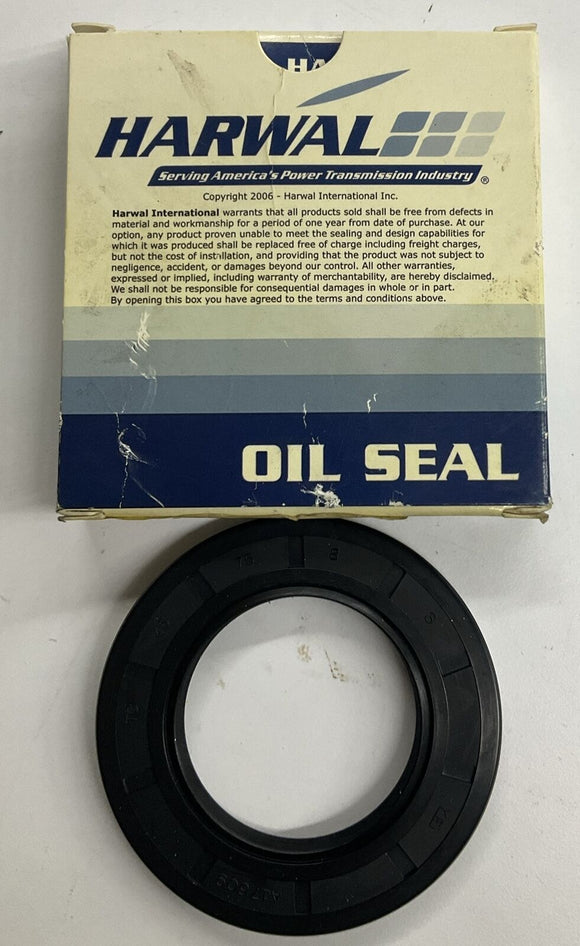 HA
HARWAL
Serving America's Power Transmission Industry ®
Copyright 2006 - Harwal International Inc.
Harwal International warrants that all products sold shall be free from defects in
material and workmanship for a period of one year from date of purchase. At our
option, any product proven unable to meet the sealing and design capabilities for
which it was produced shall be replaced free of charge including freight charges,
but not the cost of installation, and providing that the product was not subject to
negligence, accident, or damages beyond our control. All other warranties,
expressed or implied, including warranty of merchantability, are hereby disclaimed.
We shall not be responsible for consequential damages in whole or in part.
By opening this box you have agreed to the terms and conditions above.
OIL SEAL
75
8